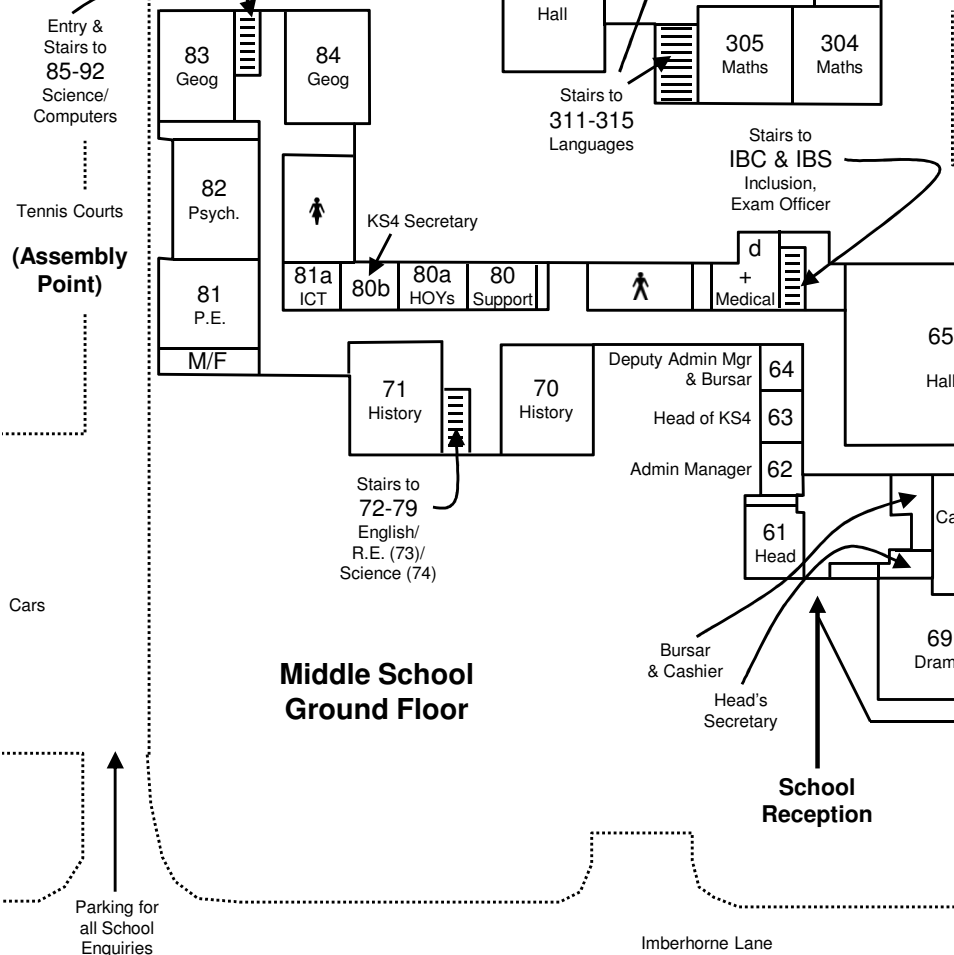 Entry &
Stairs to
85-92
Science/
Computers
83
Geog
84
Geog
Hall
305
Maths
304
Maths
Stairs to
311-315
Languages
Stairs to
IBC & IBS
Inclusion,
Exam Officer
82
Psych.
Tennis Courts
(Assembly
Point)
KS4 Secretary
81
P.E.
M/F
81a
ICT
80b
80a
HOYs
80
Support
d
+
Medical
65
Hall
71
History
70
History
Deputy Admin Mgr
& Bursar
64
Head of KS4
63
Admin Manager
62
61
Head
Ca
Stairs to
72-79
English/
R.E. (73)/
Science (74)
Cars
Middle School
Ground Floor
Bursar
& Cashier
Head's
Secretary
69
Dram
School
Reception
Parking for
all School
Enquiries
Imberhorne Lane